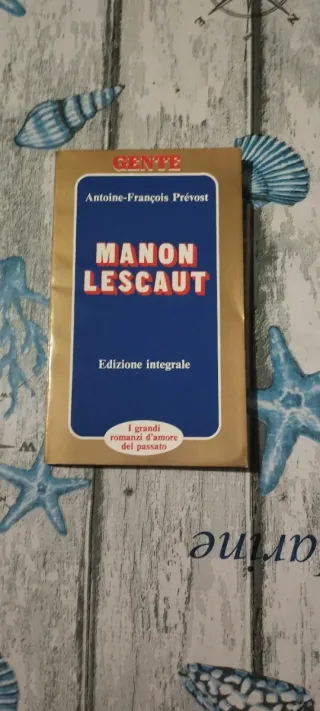 GENTE
Antoine-François Prévost
MANON
LESCAUT
Edizione integrale
I grandi
romanzi d'amore
del passato